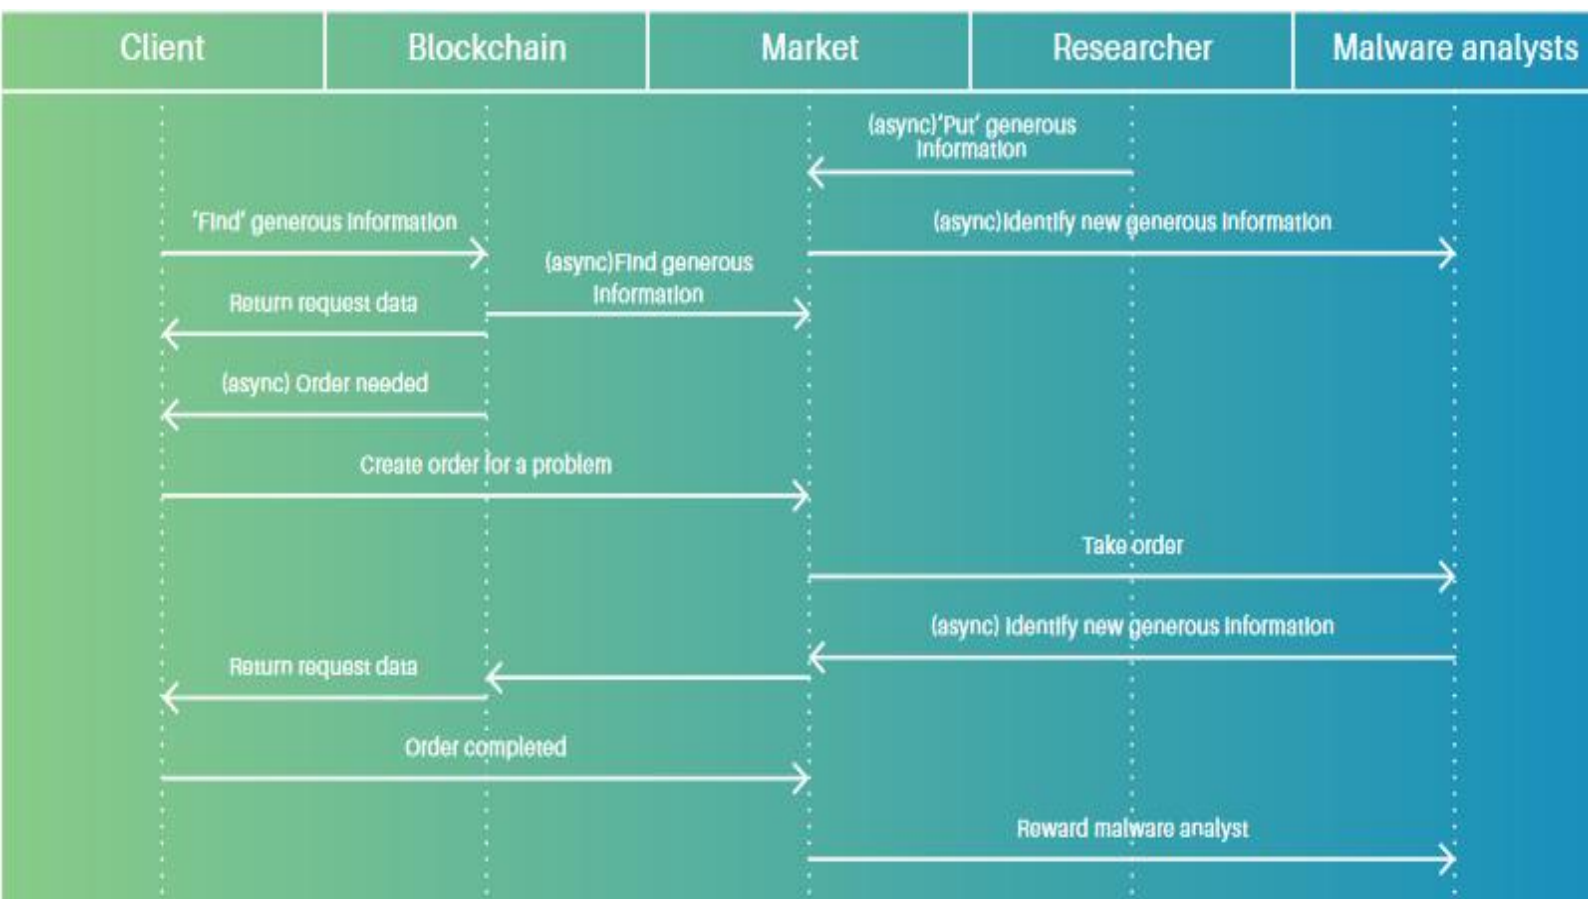 Client
Blockchain
Market
Researcher
Malware analysts
(async)'Put' generous
Information
'Find' generous Information
(async)Identify new generous Information
(async)Find generous
Information
Return request data
(async) Order needed
Create order for a problem
Take order
(async) Identify new generous Information
Return request data
Order completed
Reward malware analyst